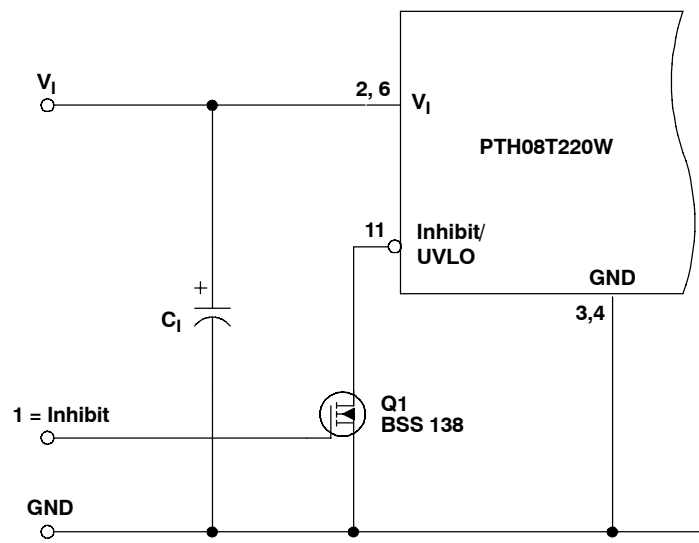 V_I
2, 6
V_I
PTH08T220W
11
Inhibit/
UVLO
GND
3,4
+
C_I
1 = Inhibit
Q1
BSS 138
GND